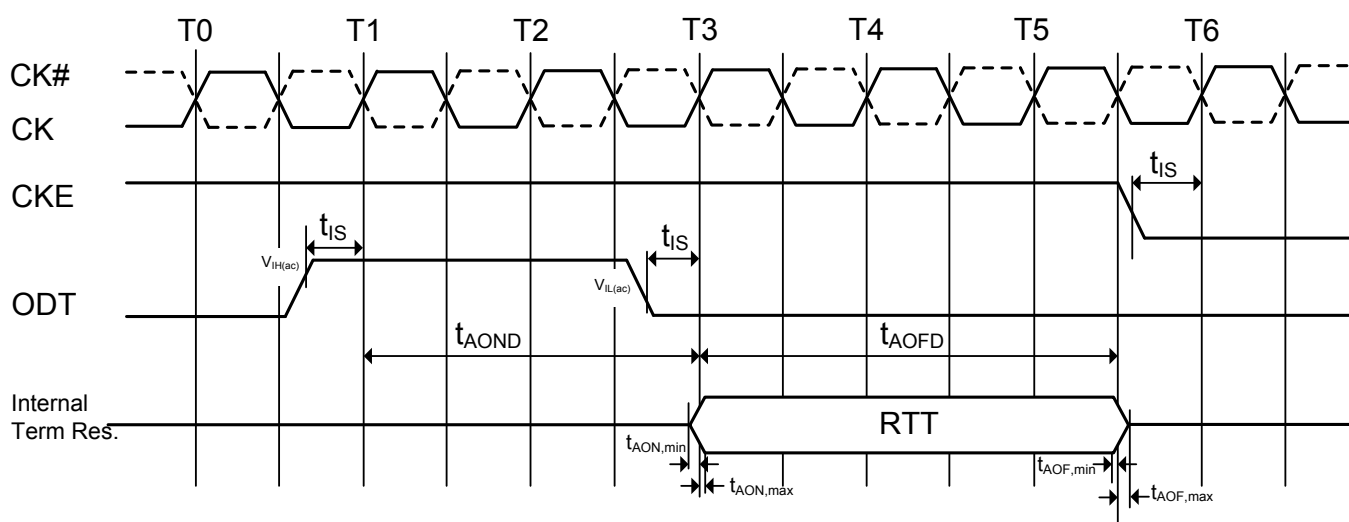 T0 T1 T2 T3 T4 T5 T6
CK#
CK
CKE
tIS
tIS
tIS
VIH(ac)
VIL(ac)
ODT
tAOND
tAOFD
Internal
Term Res.
RTT
tAON,min
tAOF,min
tAON,max
tAOF,max